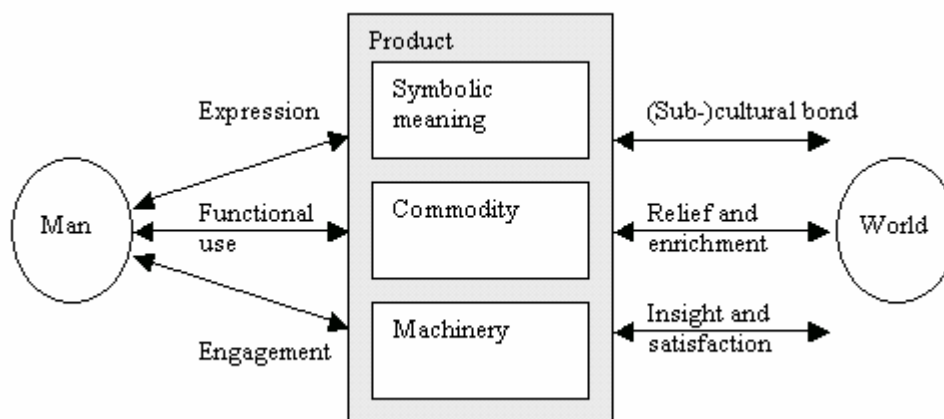 Product
Symbolic
meaning
Expression
(Sub-)cultural bond
Man
Functional
use
Commodity
Relief and
enrichment
World
Machinery
Engagement
Insight and
satisfaction